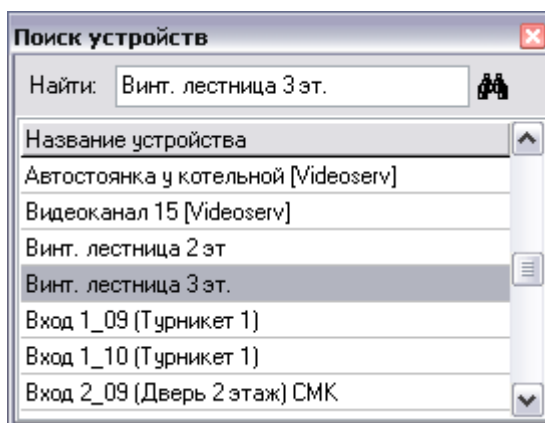 Поиск устройств
Найти: Винт. лестница 3 эт.
Название устройства
Автостоянка у котельной [Videoserv]
Видеоканал 15 [Videoserv]
Винт. лестница 2 эт
Винт. лестница 3 эт.
Вход 1_09 (Турникет 1)
Вход 1_10 (Турникет 1)
Вход 2_09 (Дверь 2 этаж) СМК